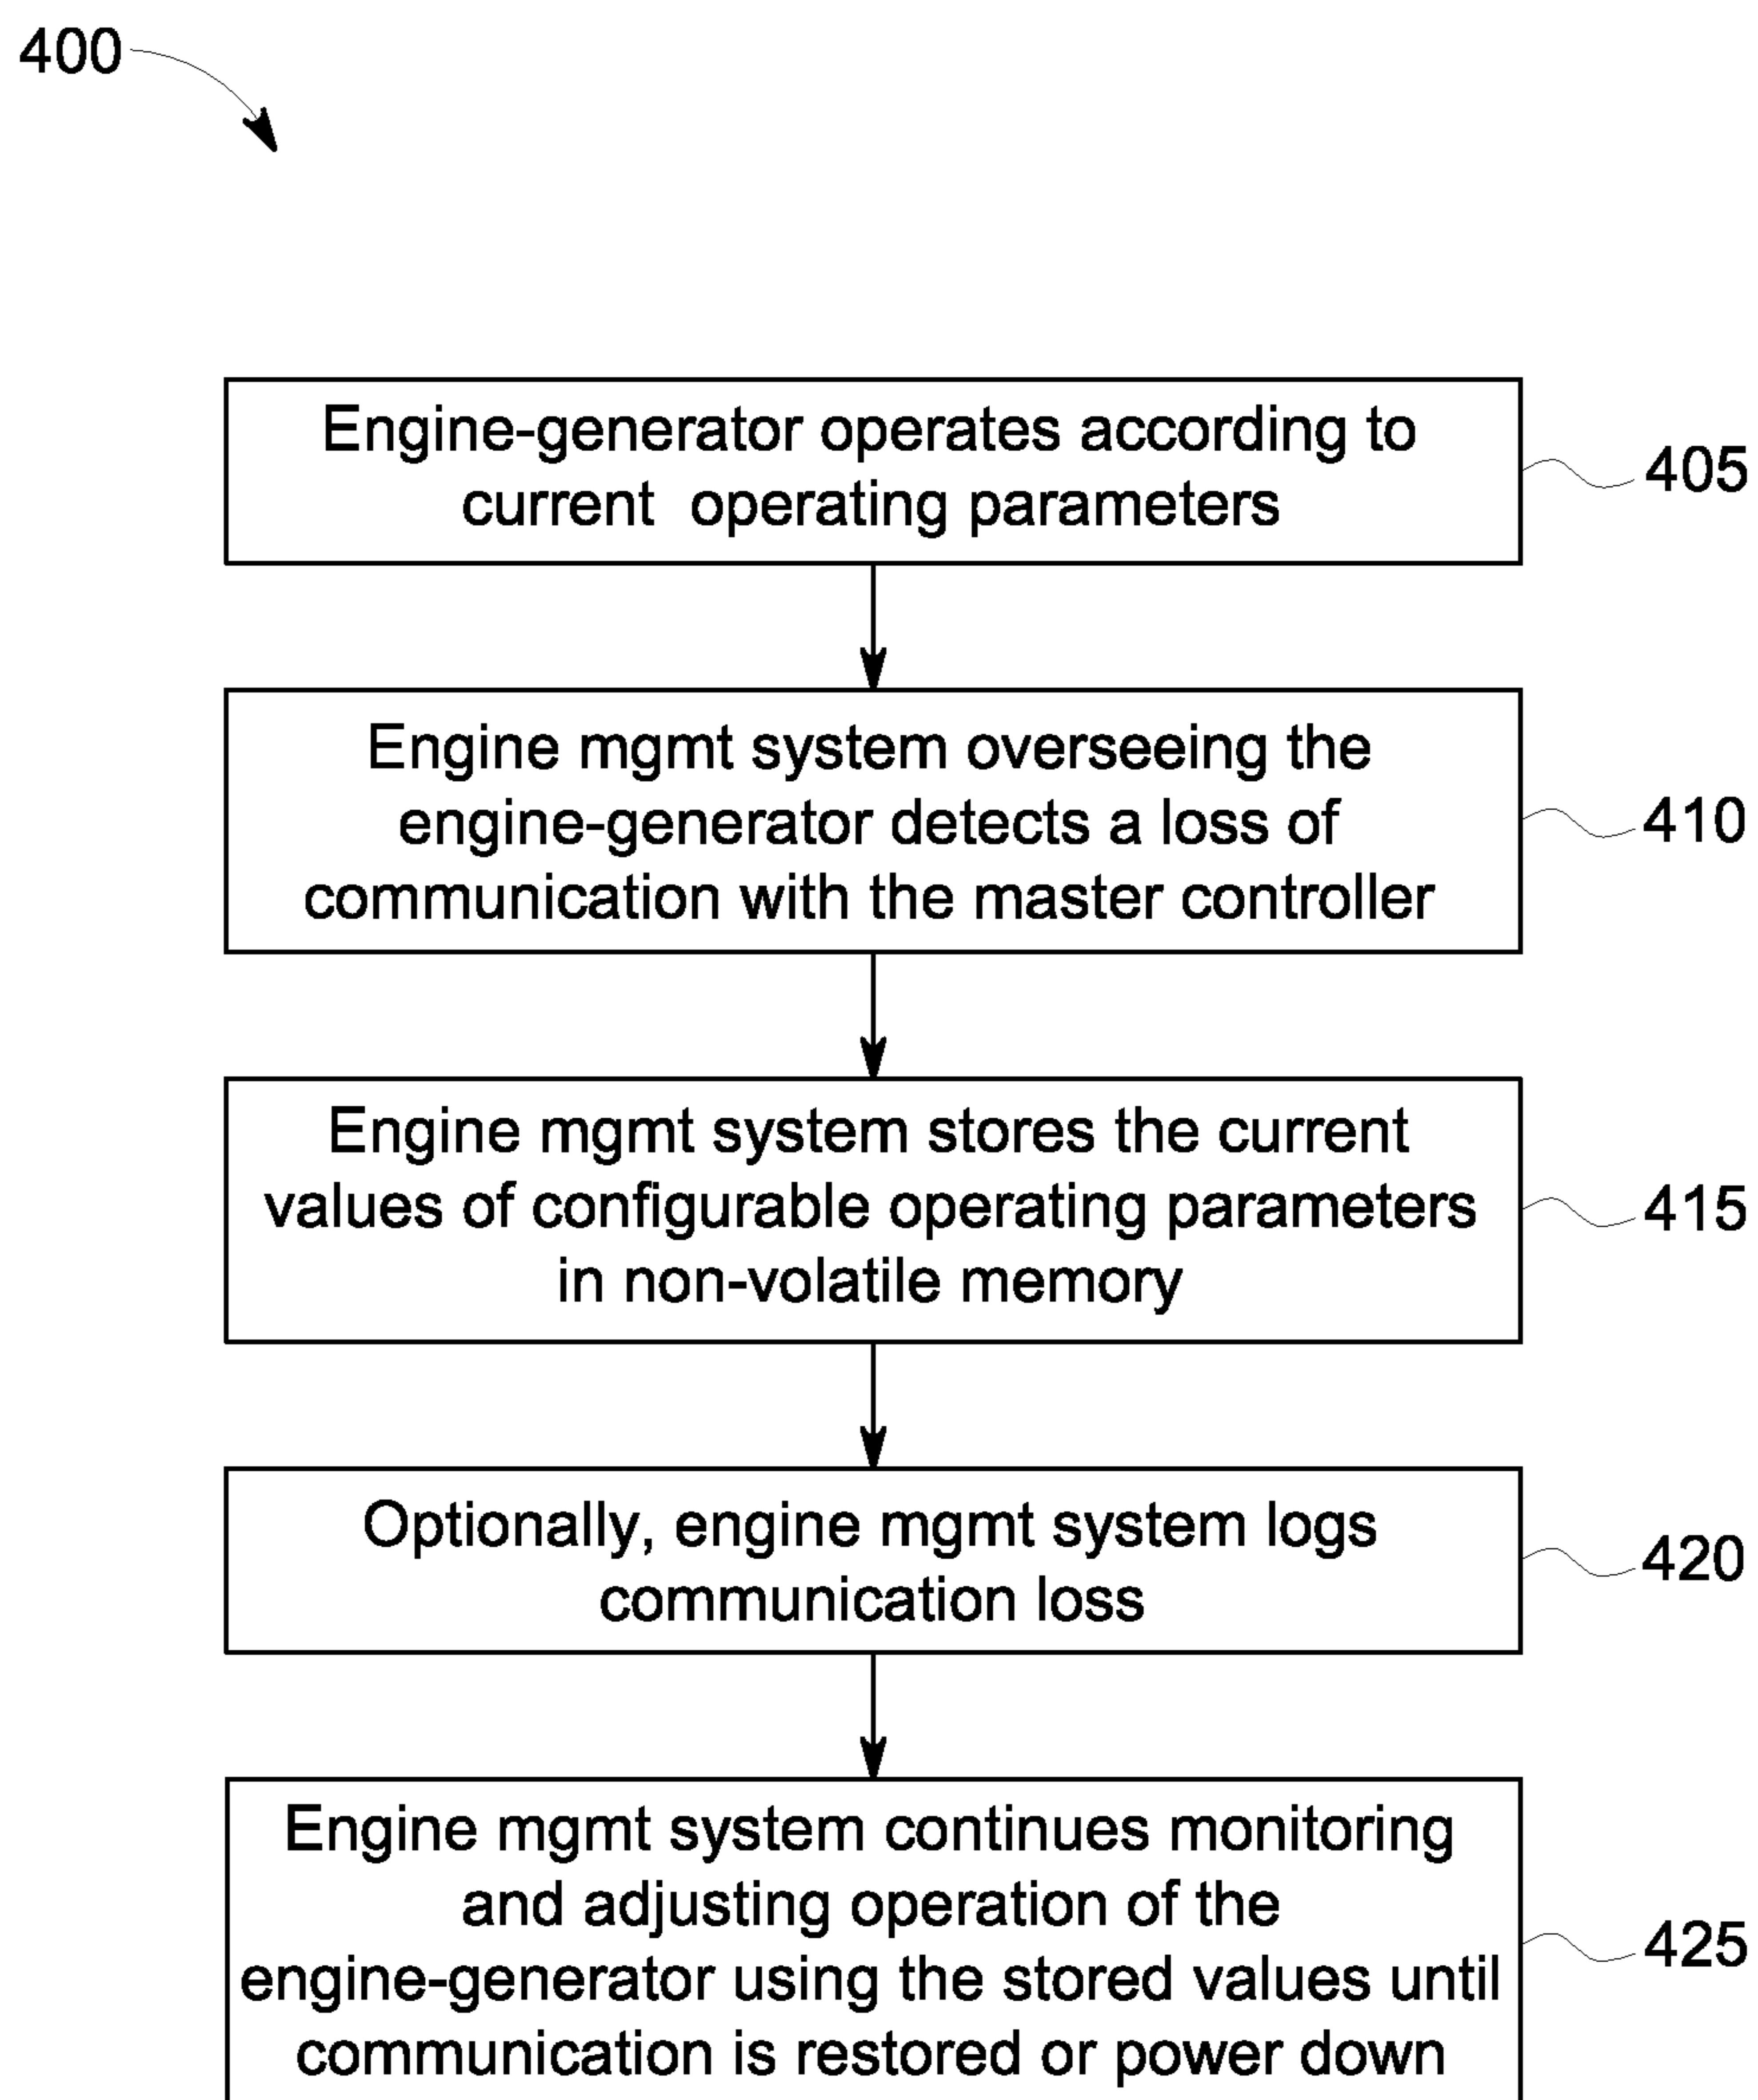 400
Engine-generator operates according to
current operating parameters
405
Engine mgmt system overseeing the
engine-generator detects a loss of
communication with the master controller
410
Engine mgmt system stores the current
values of configurable operating parameters
in non-volatile memory
415
Optionally, engine mgmt system logs
communication loss
420
Engine mgmt system continues monitoring
and adjusting operation of the
engine-generator using the stored values until
communication is restored or power down
425